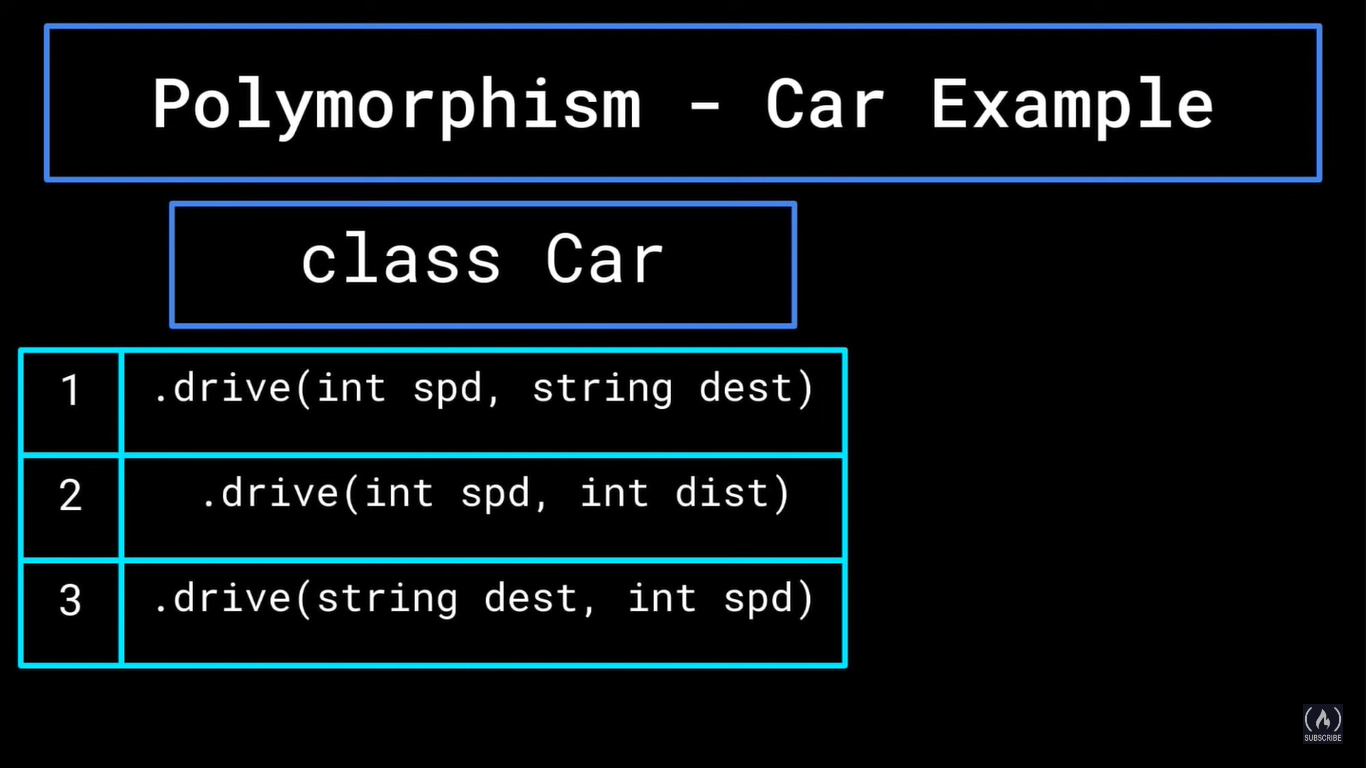 Polymorphism - Car Example
class Car
1 .drive(int spd, string dest)
2 .drive(int spd, int dist)
3 .drive(string dest, int spd)
SUBSCRIBE